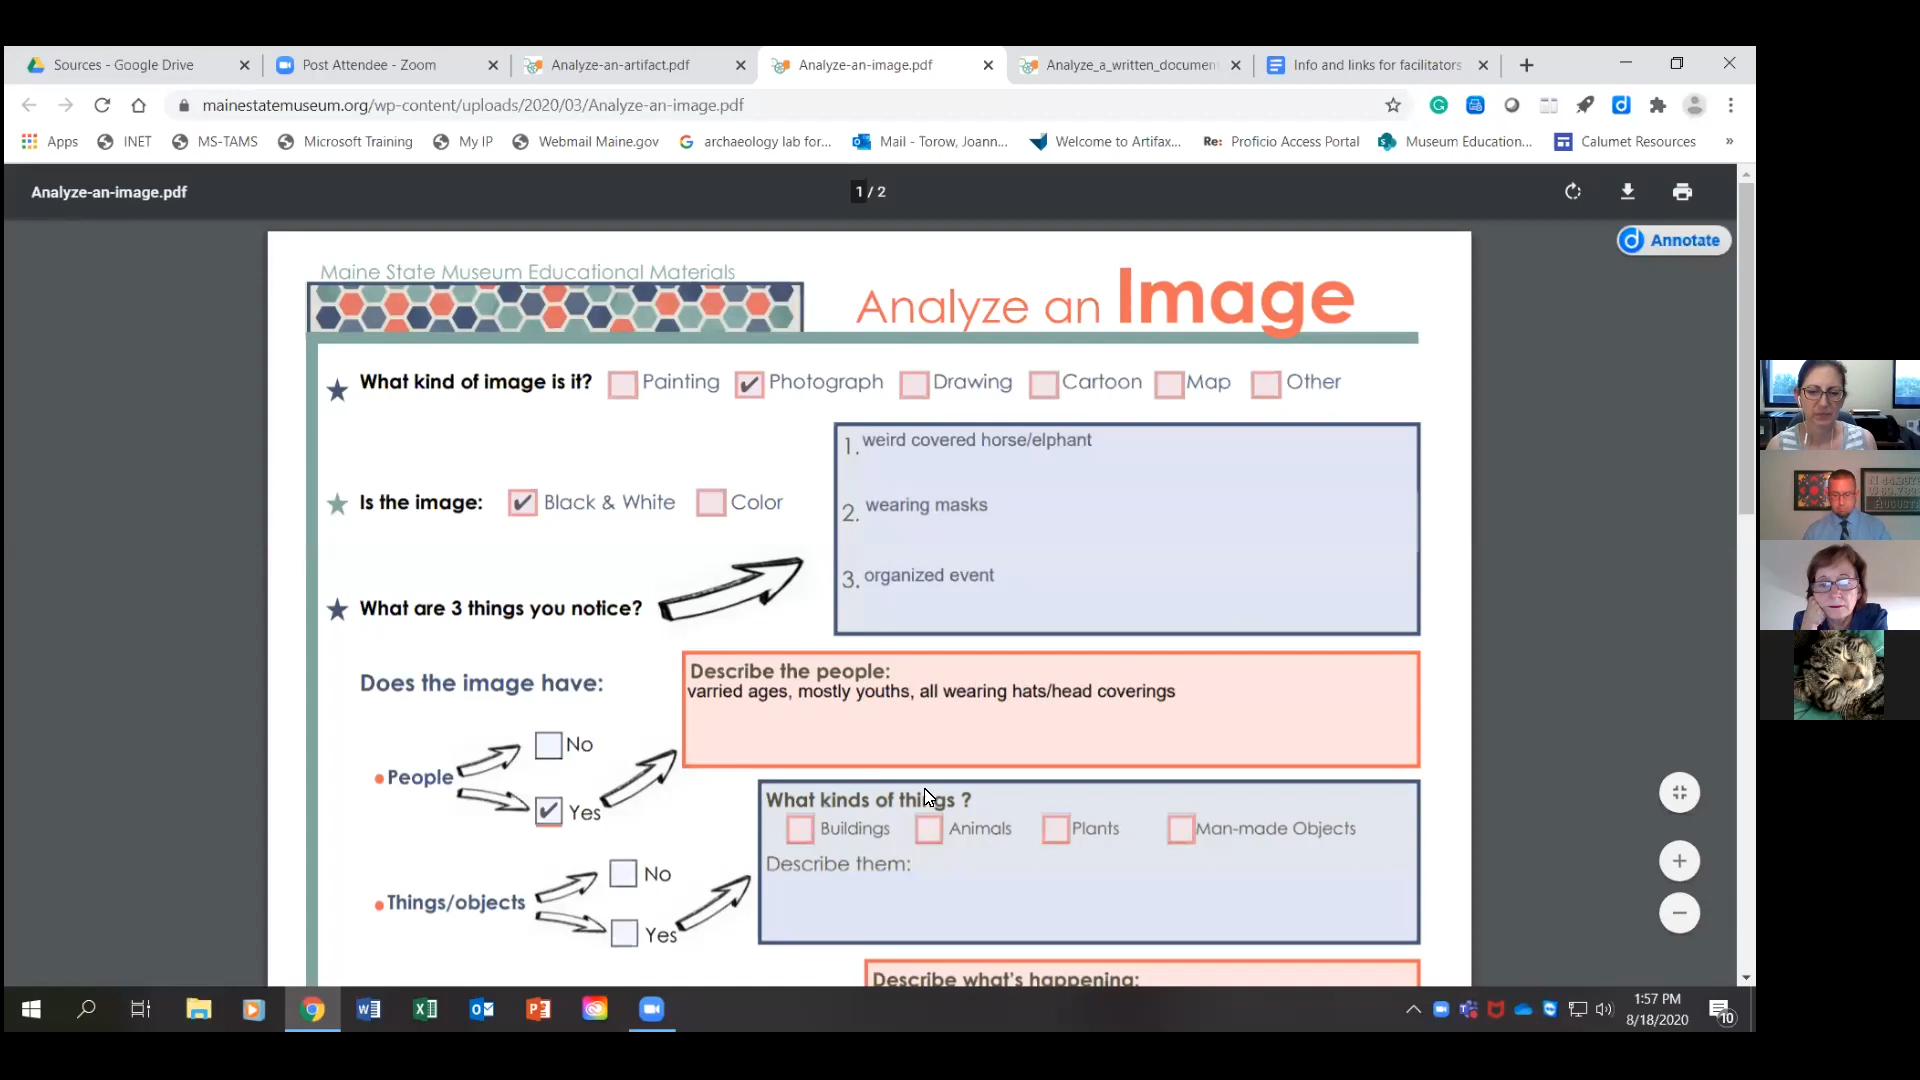 Sources - Google Drive
Post Attendee - Zoom
Analyze-an-artifact.pdf
Analyze-an-image.pdf
Analyze_a_written_document
Info and links for facilitators
mainestatemuseum.org/wp-content/uploads/2020/03/Analyze-an-image.pdf
Apps
INET
MS-TAMS
Microsoft Training
My IP
Webmail Maine.gov
archaeology lab for...
Mail - Torow, Joann...
Welcome to Artifax...
Re: Proficio Access Portal
Museum Education...
Calumet Resources
»
Analyze-an-image.pdf
1 / 2
Annotate
Maine State Museum Educational Materials
Analyze an Image
What kind of image is it? Painting Photograph Drawing Cartoon Map Other
1. weird covered horse/elphant
2. wearing masks
3. organized event
Is the image: Black & White Color
What are 3 things you notice?
Does the image have:
Describe the people:
varried ages, mostly youths, all wearing hats/head coverings
No
People
Yes
What kinds of things ?
Buildings Animals Plants Man-made Objects
Describe them:
No
Things/objects
Yes
Describe what's happening:
1:57 PM
8/18/2020
10